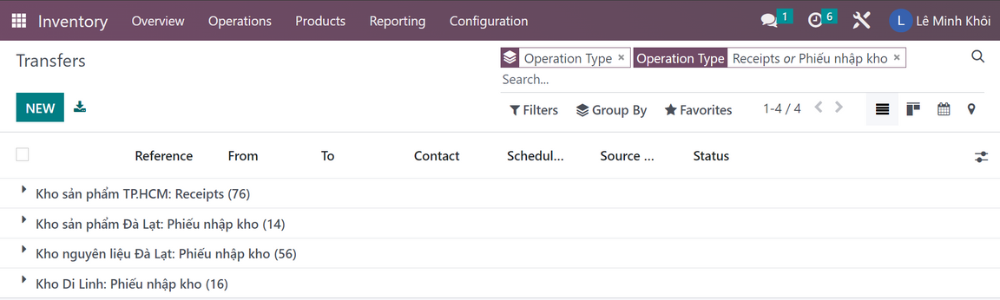 Inventory Overview Operations Products Reporting Configuration 1 6 L Lê Minh Khôi
Transfers Operation Type × Operation Type Receipts or Phiếu nhập kho ×
Search...
NEW Filters Group By Favorites 1-4 / 4
Reference From To Contact Schedul... Source ... Status
Kho sản phẩm TP.HCM: Receipts (76)
Kho sản phẩm Đà Lạt: Phiếu nhập kho (14)
Kho nguyên liệu Đà Lạt: Phiếu nhập kho (56)
Kho Di Linh: Phiếu nhập kho (16)